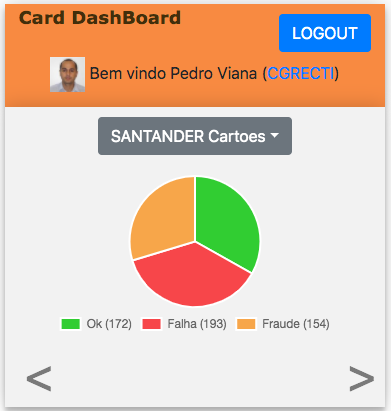 Card DashBoard
LOGOUT
Bem vindo Pedro Viana (CGRECTI)
SANTANDER Cartoes
Ok (172) Falha (193) Fraude (154)
< >